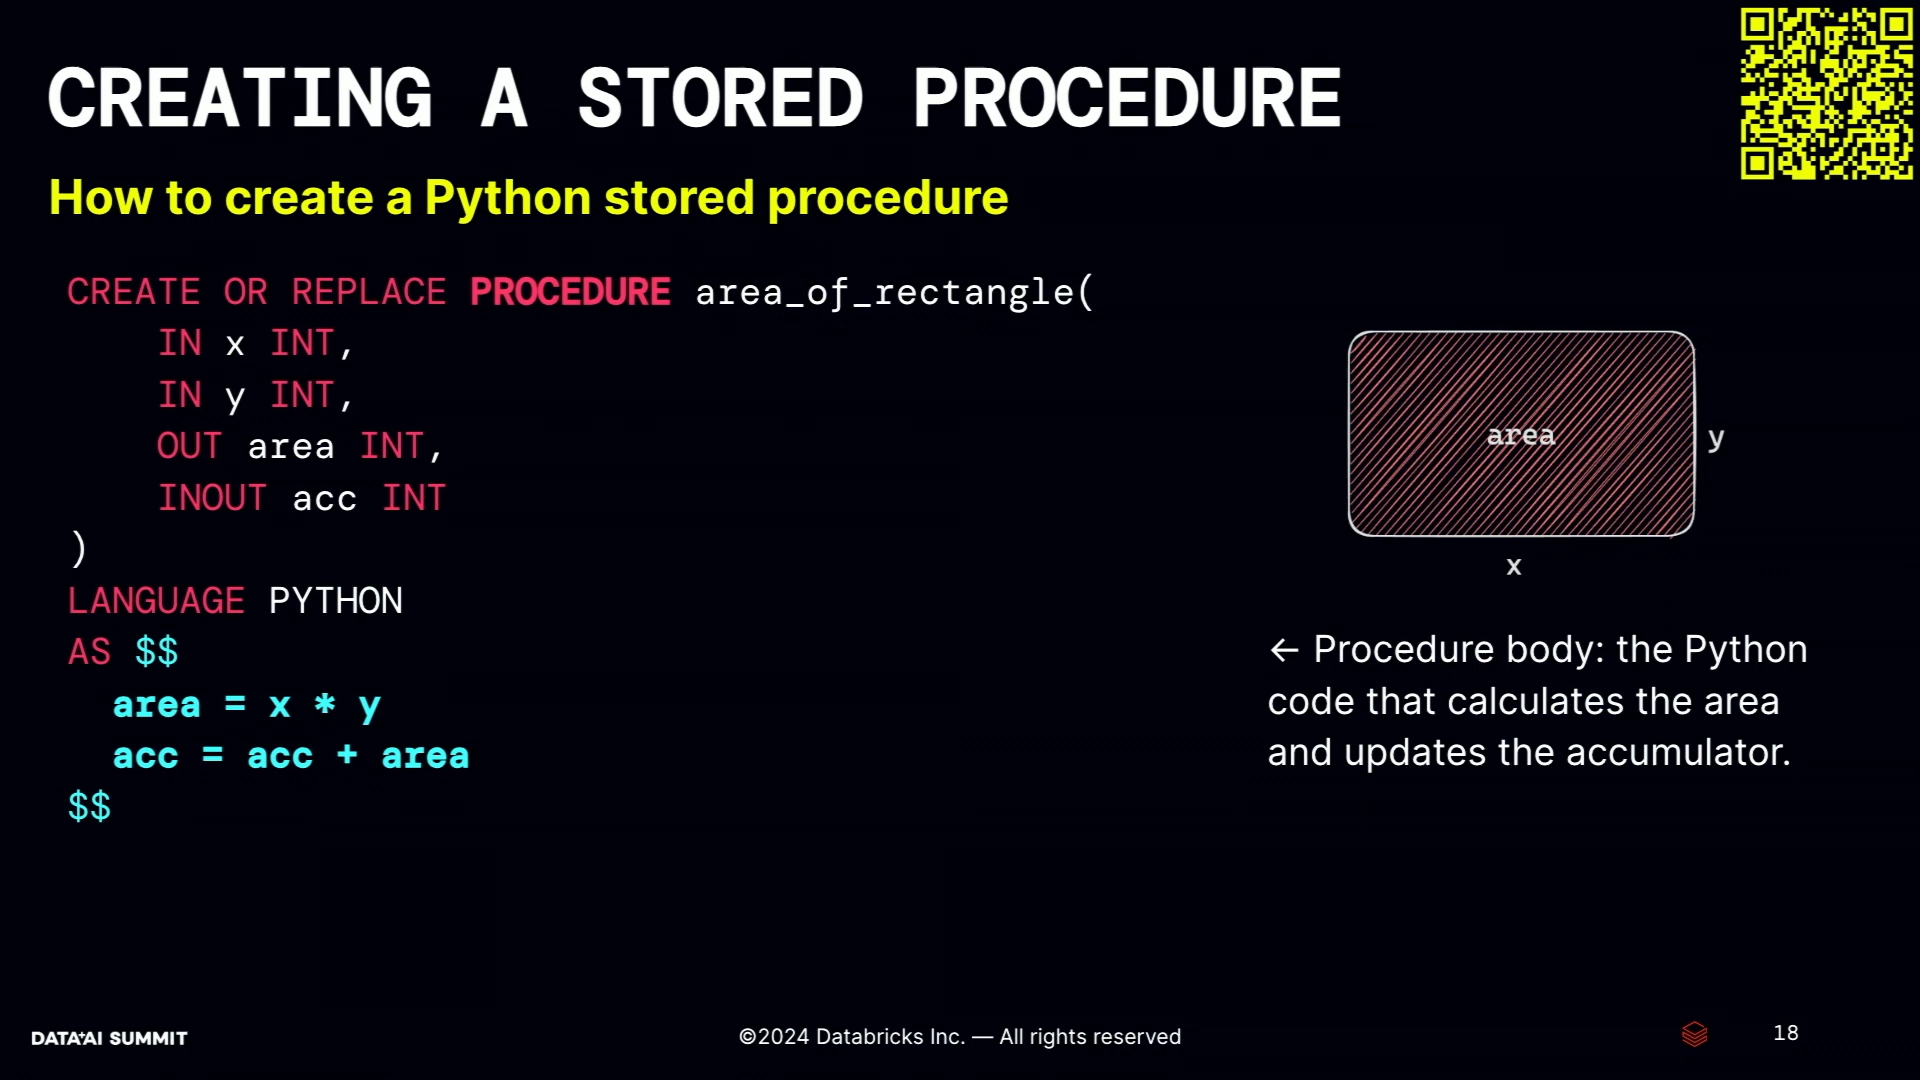 CREATING A STORED PROCEDURE
How to create a Python stored procedure
CREATE OR REPLACE PROCEDURE area_of_rectangle(
    IN x INT,
    IN y INT,
    OUT area INT,
    INOUT acc INT
)
LANGUAGE PYTHON
AS $$
  area = x * y
  acc = acc + area
$$
area
y
x
← Procedure body: the Python
code that calculates the area
and updates the accumulator.
DATA+AI SUMMIT
©2024 Databricks Inc. — All rights reserved
18